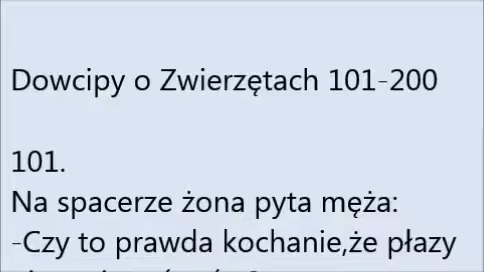 Dowcipy o Zwierzętach 101-200
101.
Na spacerze żona pyta męża:
-Czy to prawda kochanie,że płazy